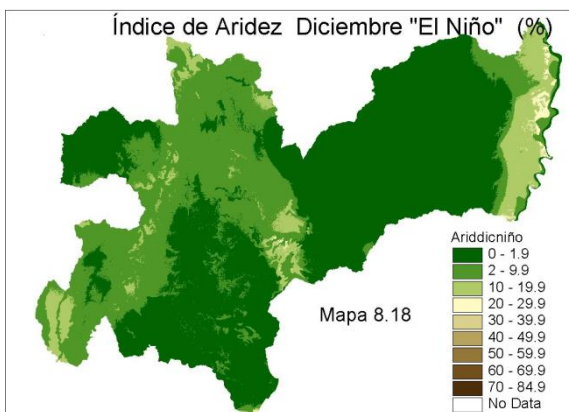 Índice de Aridez Diciembre "El Niño" (%)
Ariddicniño
0 - 1.9
2 - 9.9
10 - 19.9
20 - 29.9
30 - 39.9
40 - 49.9
50 - 59.9
60 - 69.9
70 - 84.9
No Data
Mapa 8.18